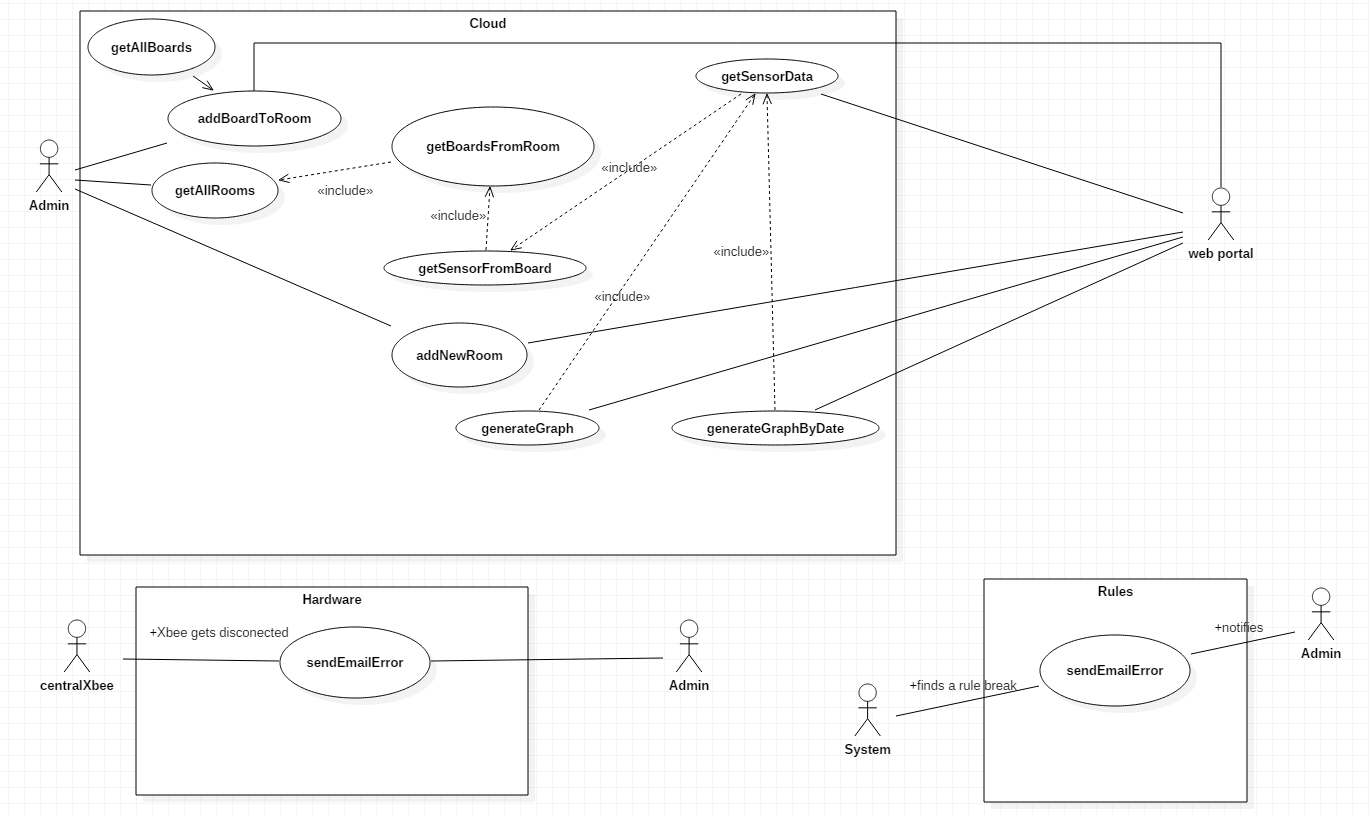 Cloud
getAllBoards
getSensorData
addBoardToRoom
getBoardsFromRoom
«include»
getAllRooms
«include»
Admin
«include»
web portal
«include»
getSensorFromBoard
«include»
addNewRoom
generateGraph
generateGraphByDate
Hardware
+Xbee gets disconected
sendEmailError
centralXbee
Admin
Rules
+notifies
Admin
sendEmailError
+finds a rule break
System